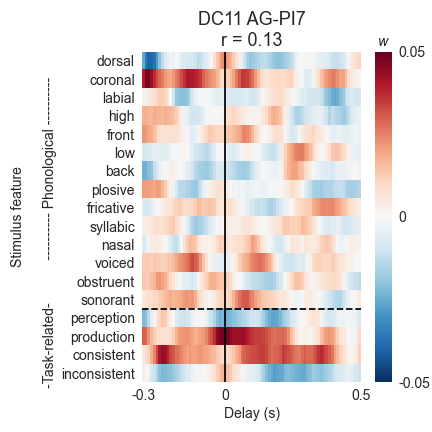 DC11 AG-PI7
r = 0.13
w
dorsal
coronal
labial
high
front
low
back
plosive
fricative
syllabic
nasal
voiced
obstruent
sonorant
perception
production
consistent
inconsistent
Stimulus feature
-Task-related- ----------- Phonological ----------
-0.3 0 0.5
Delay (s)
0.05
0
-0.05